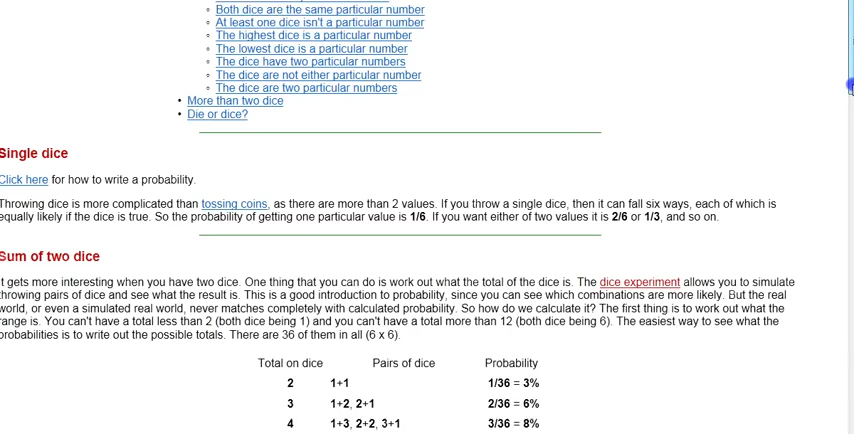 Both dice are the same particular number
At least one dice isn't a particular number
The highest dice is a particular number
The lowest dice is a particular number
The dice have two particular numbers
The dice are not either particular number
The dice are two particular numbers
More than two dice
Die or dice?
Single dice
Click here for how to write a probability.
Throwing dice is more complicated than tossing coins, as there are more than 2 values. If you throw a single dice, then it can fall six ways, each of which is
equally likely if the dice is true. So the probability of getting one particular value is 1/6. If you want either of two values it is 2/6 or 1/3, and so on.
Sum of two dice
It gets more interesting when you have two dice. One thing that you can do is work out what the total of the dice is. The dice experiment allows you to simulate
throwing pairs of dice and see what the result is. This is a good introduction to probability, since you can see which combinations are more likely. But the real
world, or even a simulated real world, never matches completely with calculated probability. So how do we calculate it? The first thing is to work out what the
range is. You can't have a total less than 2 (both dice being 1) and you can't have a total more than 12 (both dice being 6). The easiest way to see what the
probabilities is to write out the possible totals. There are 36 of them in all (6 x 6).
Total on dice Pairs of dice Probability
2 1+1 1/36 = 3%
3 1+2, 2+1 2/36 = 6%
4 1+3, 2+2, 3+1 3/36 = 8%